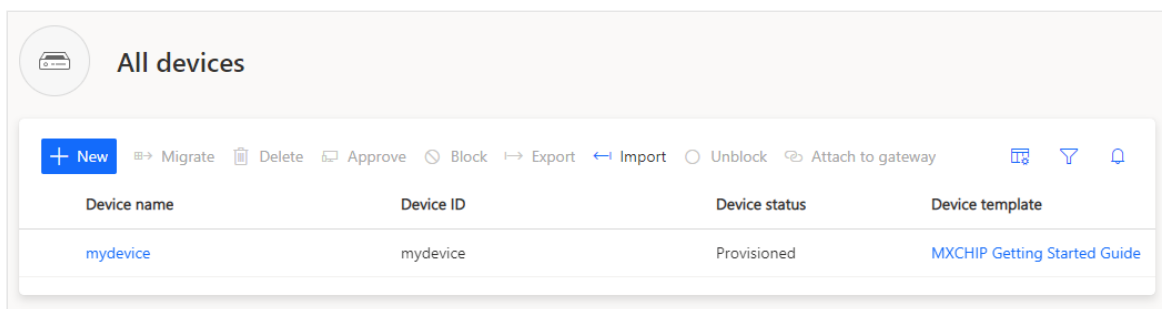 All devices
New Migrate Delete Approve Block Export Import Unblock Attach to gateway
Device name Device ID Device status Device template
mydevice mydevice Provisioned MXCHIP Getting Started Guide